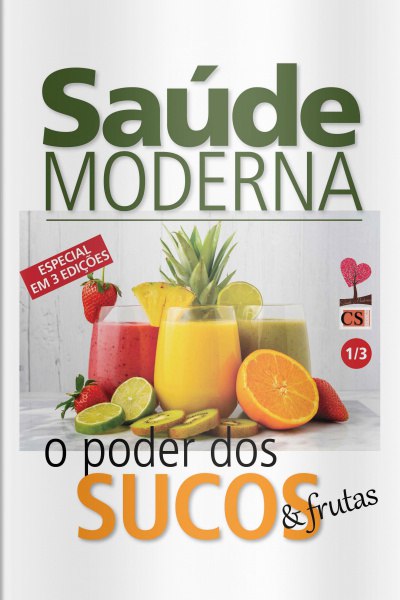 Saúde
MODERNA
ESPECIAL
EM 3 EDIÇÕES
CS
1/3
o poder dos
SUCOS
& frutas